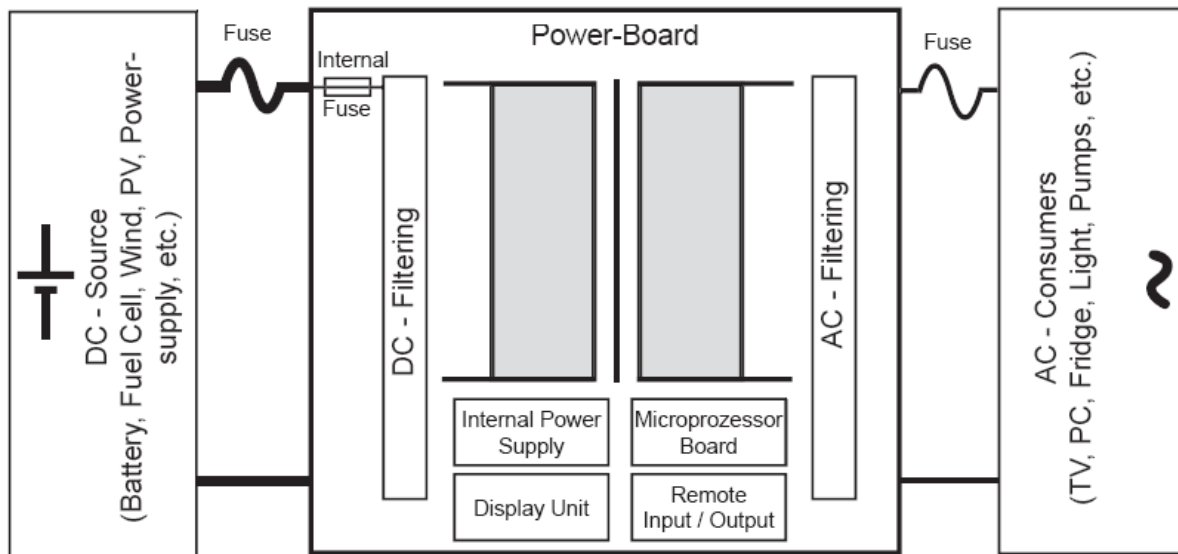 DC - Source
(Battery, Fuel Cell, Wind, PV, Power-
supply, etc.)
Fuse
Internal
Fuse
Power-Board
DC - Filtering
Internal Power
Supply
Display Unit
Microprozessor
Board
Remote
Input / Output
AC - Filtering
Fuse
AC - Consumers
(TV, PC, Fridge, Light, Pumps, etc.)